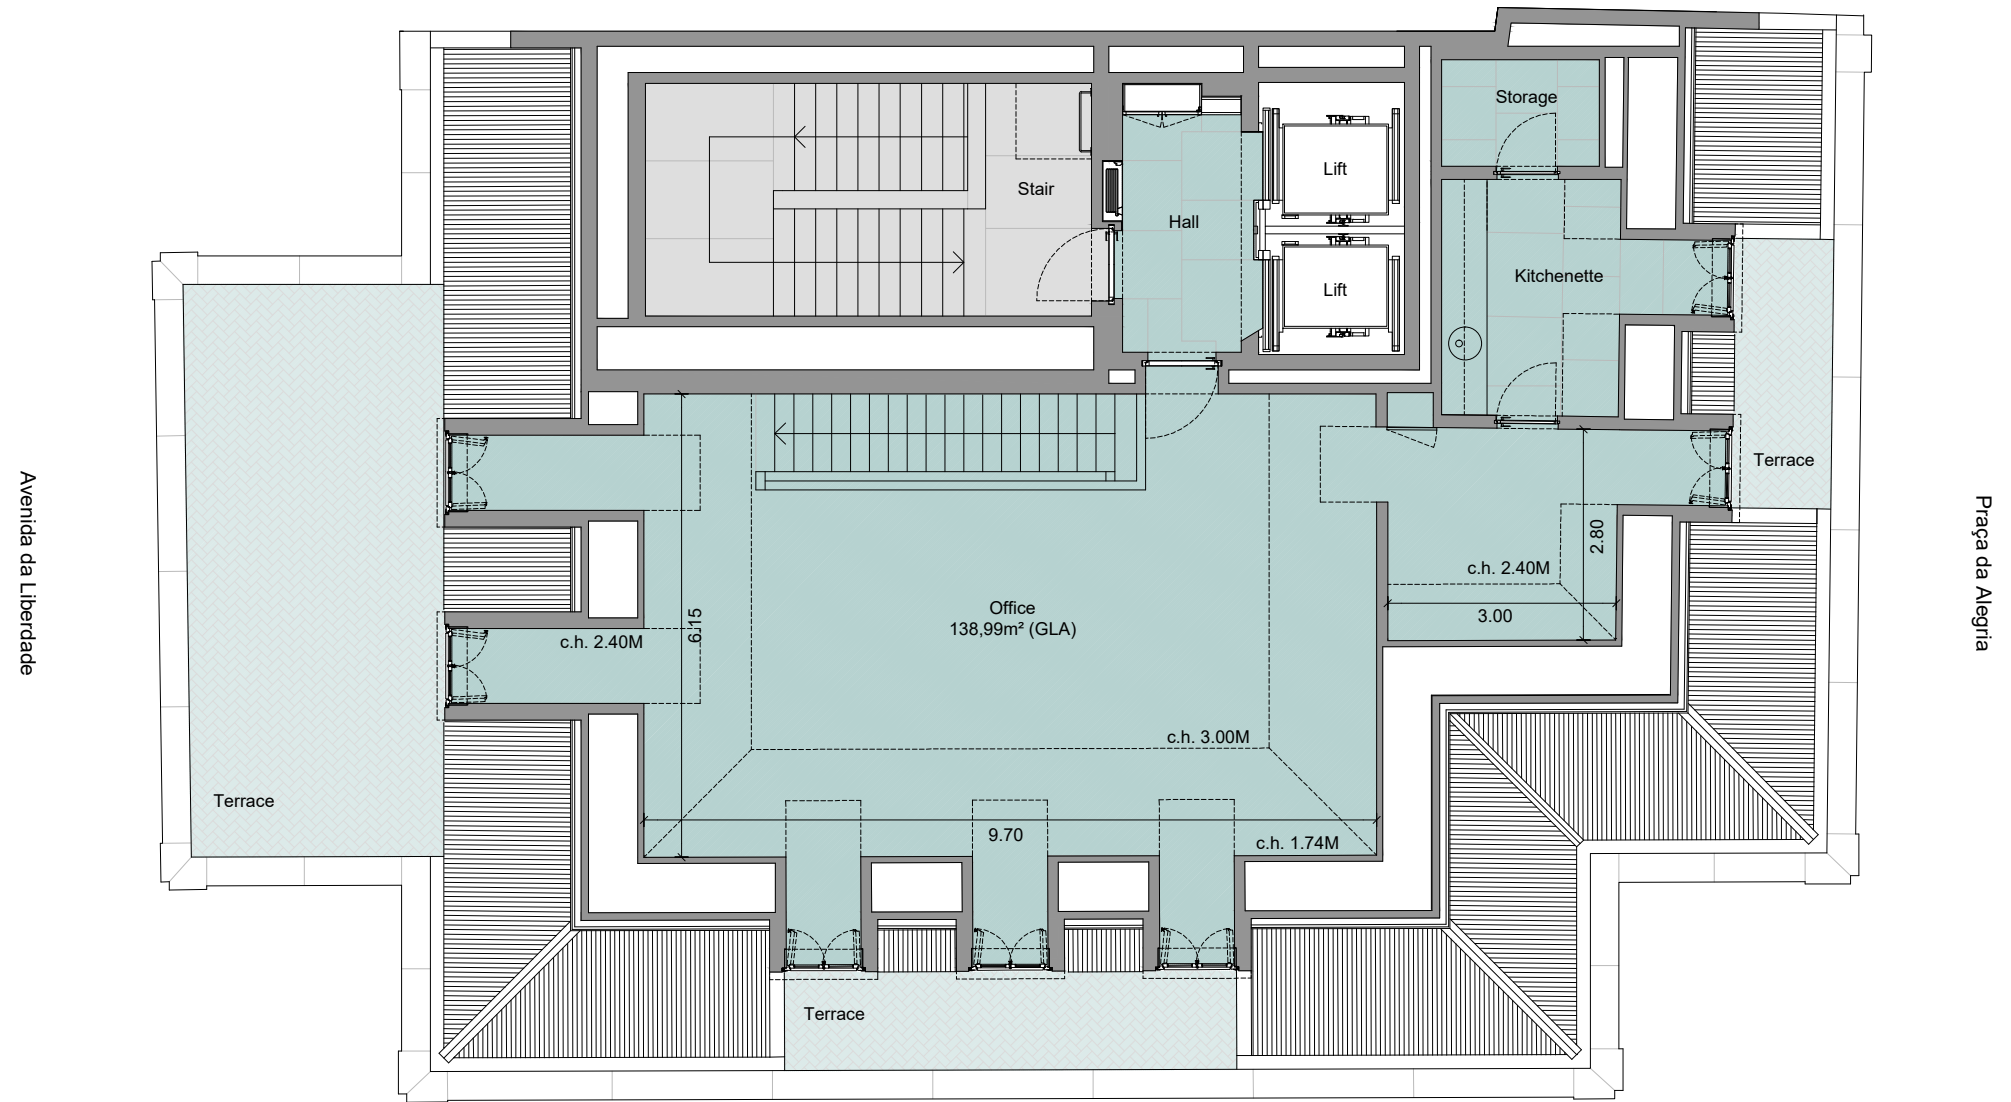 Storage
Lift
Stair
Hall
Kitchenette
Lift
Terrace
Avenida da Liberdade
Praça da Alegria
2.80
c.h. 2.40M
3.00
Office
138,99m² (GLA)
6.15
c.h. 2.40M
c.h. 3.00M
Terrace
9.70
c.h. 1.74M
Terrace